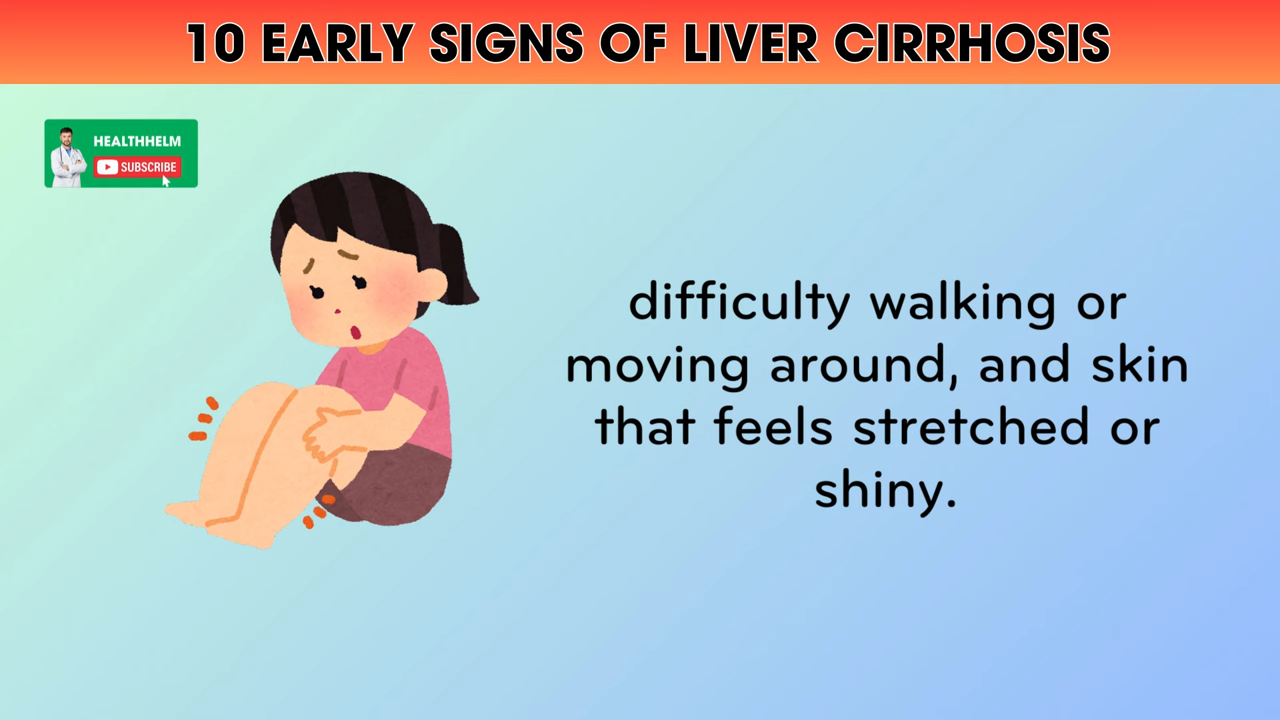 10 EARLY SIGNS OF LIVER CIRRHOSIS
HEALTHHELM
SUBSCRIBE
difficulty walking or
moving around, and skin
that feels stretched or
shiny.